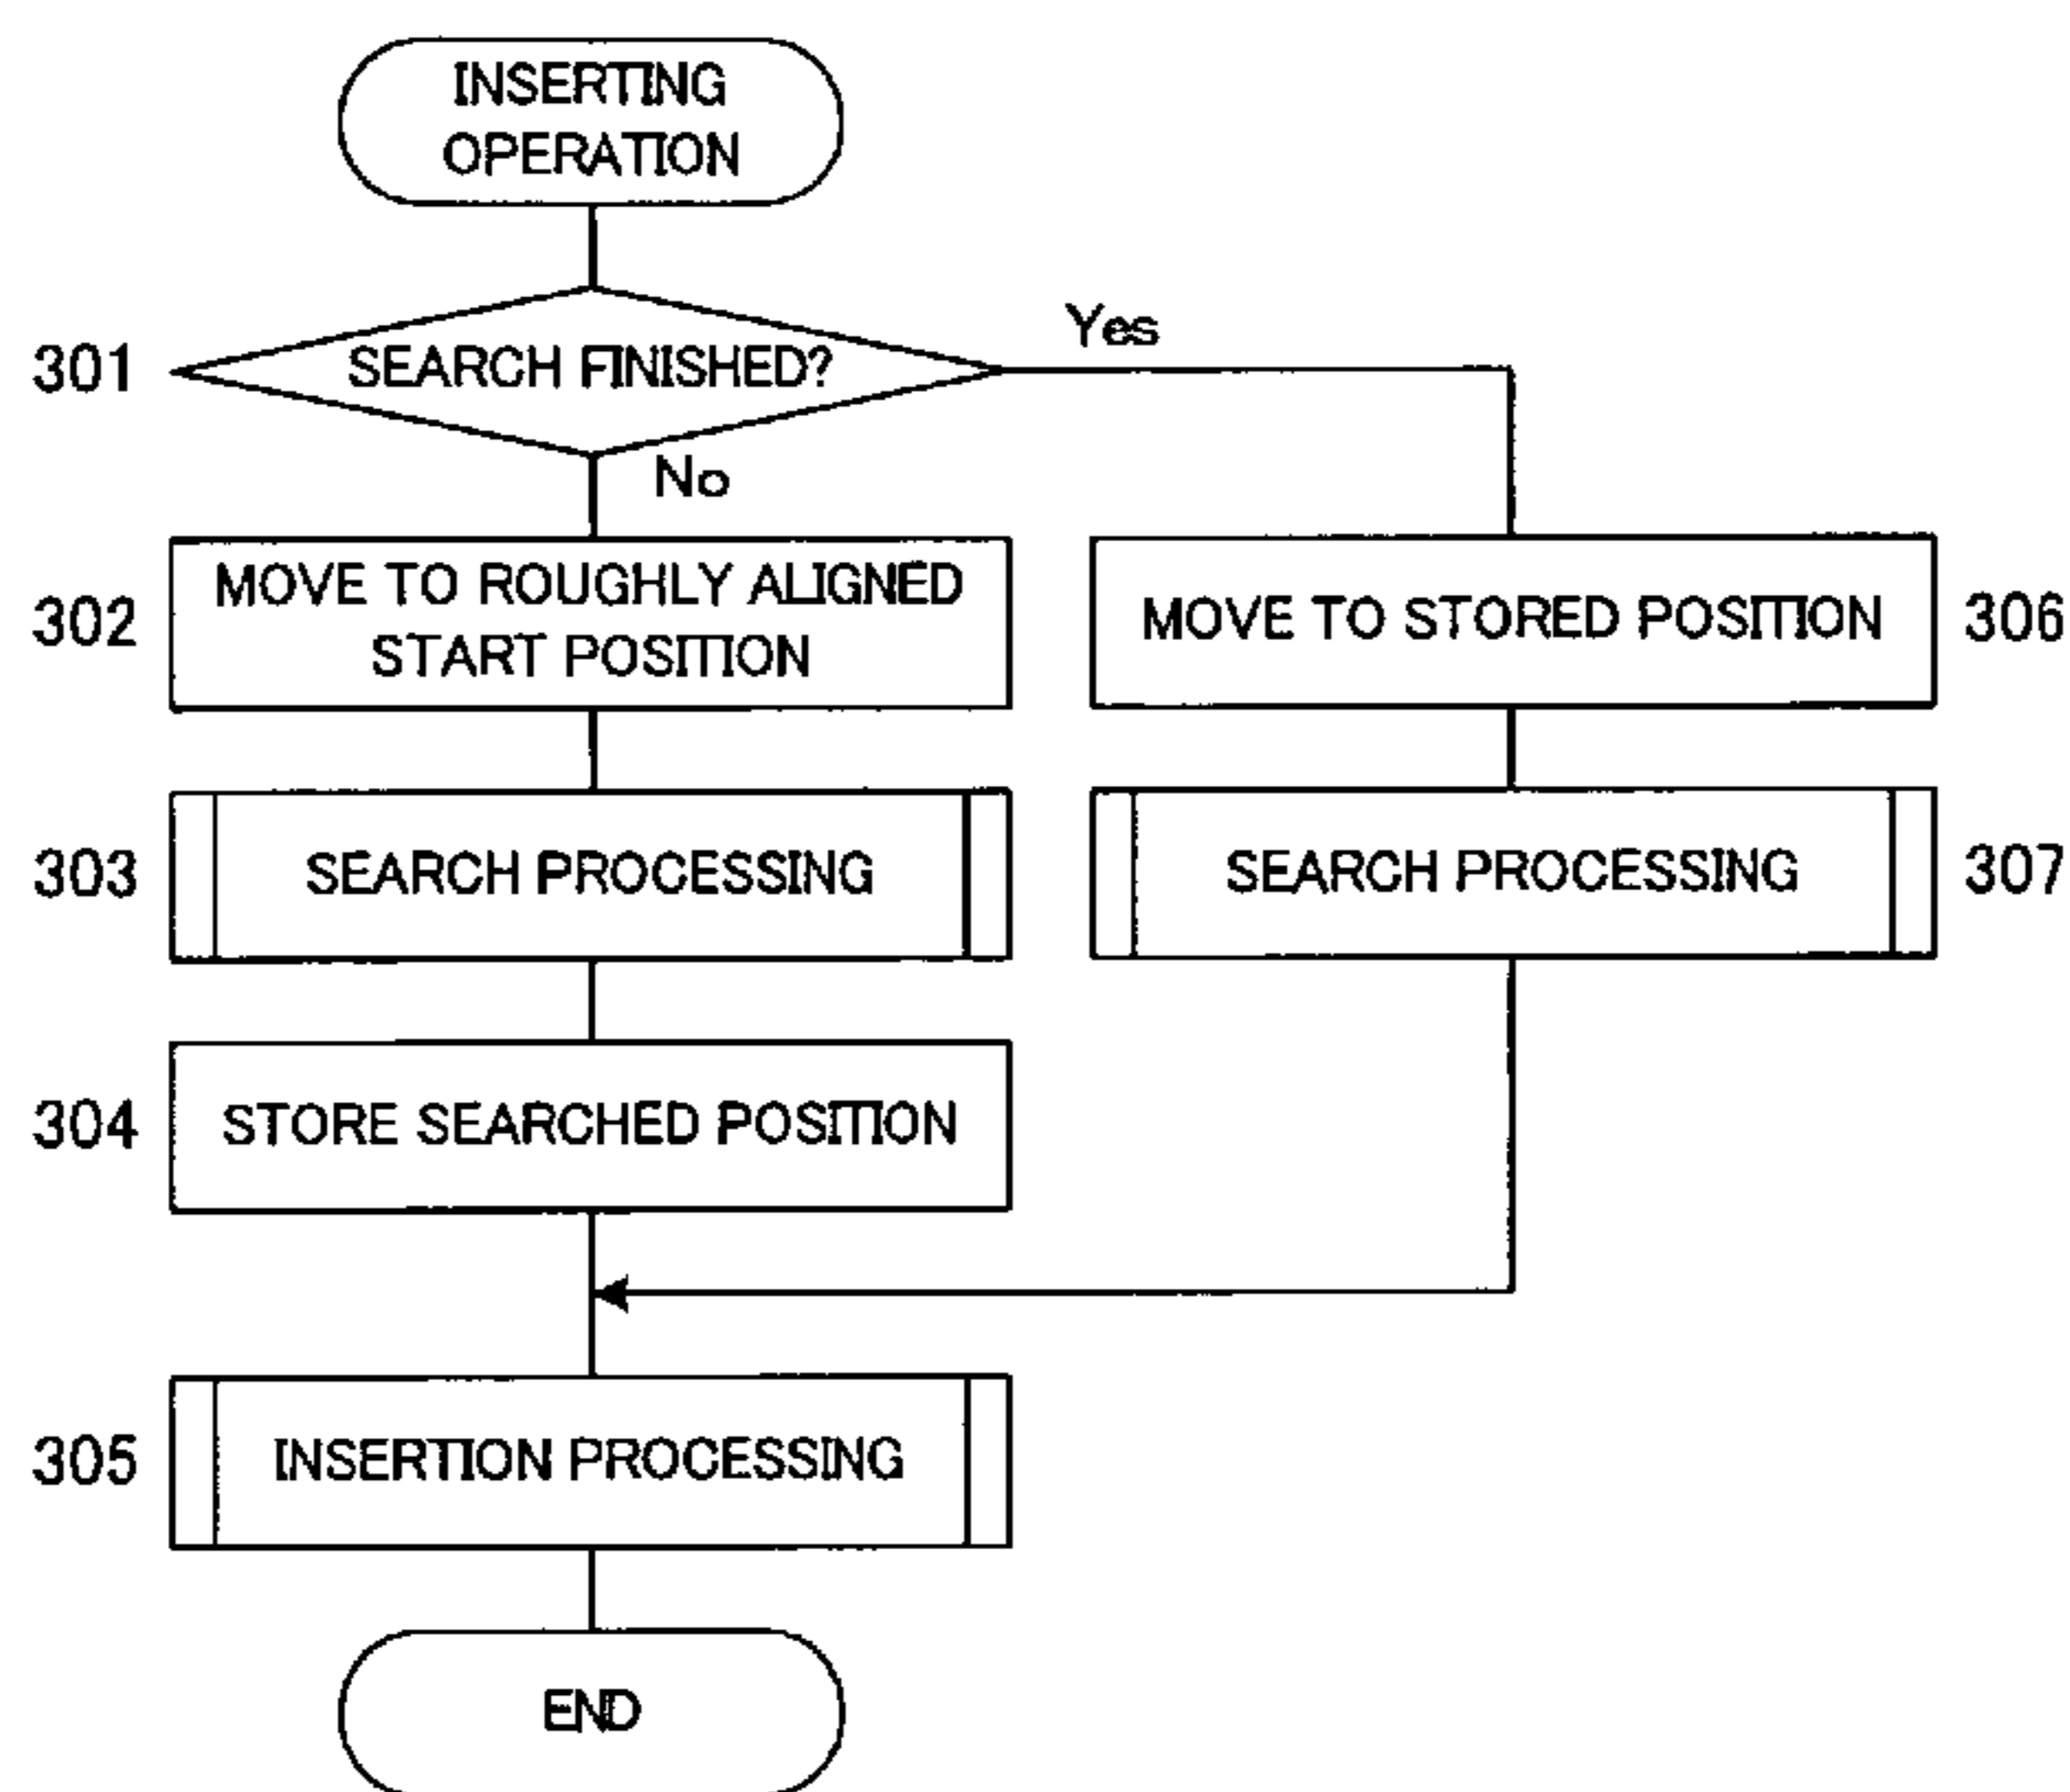 INSERTING
OPERATION
301
SEARCH FINISHED?
Yes
No
302
MOVE TO ROUGHLY ALIGNED
START POSITION
MOVE TO STORED POSITION
306
303
SEARCH PROCESSING
SEARCH PROCESSING
307
304
STORE SEARCHED POSITION
305
INSERTION PROCESSING
END